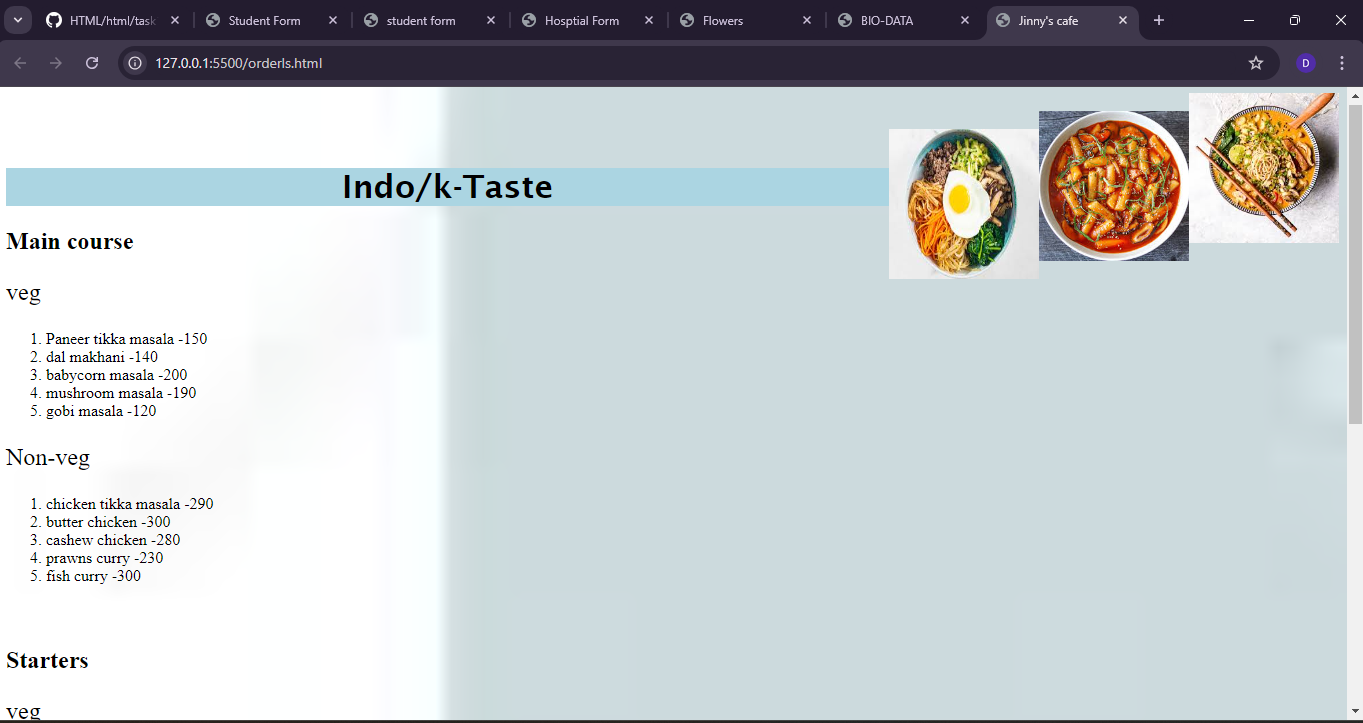 HTML/html/task
Student Form
student form
Hosptial Form
Flowers
BIO-DATA
Jinny's cafe
127.0.0.1:5500/orderls.html
D
Indo/k-Taste
Main course
veg
1. Paneer tikka masala -150
2. dal makhani -140
3. babycorn masala -200
4. mushroom masala -190
5. gobi masala -120
Non-veg
1. chicken tikka masala -290
2. butter chicken -300
3. cashew chicken -280
4. prawns curry -230
5. fish curry -300
Starters
veg